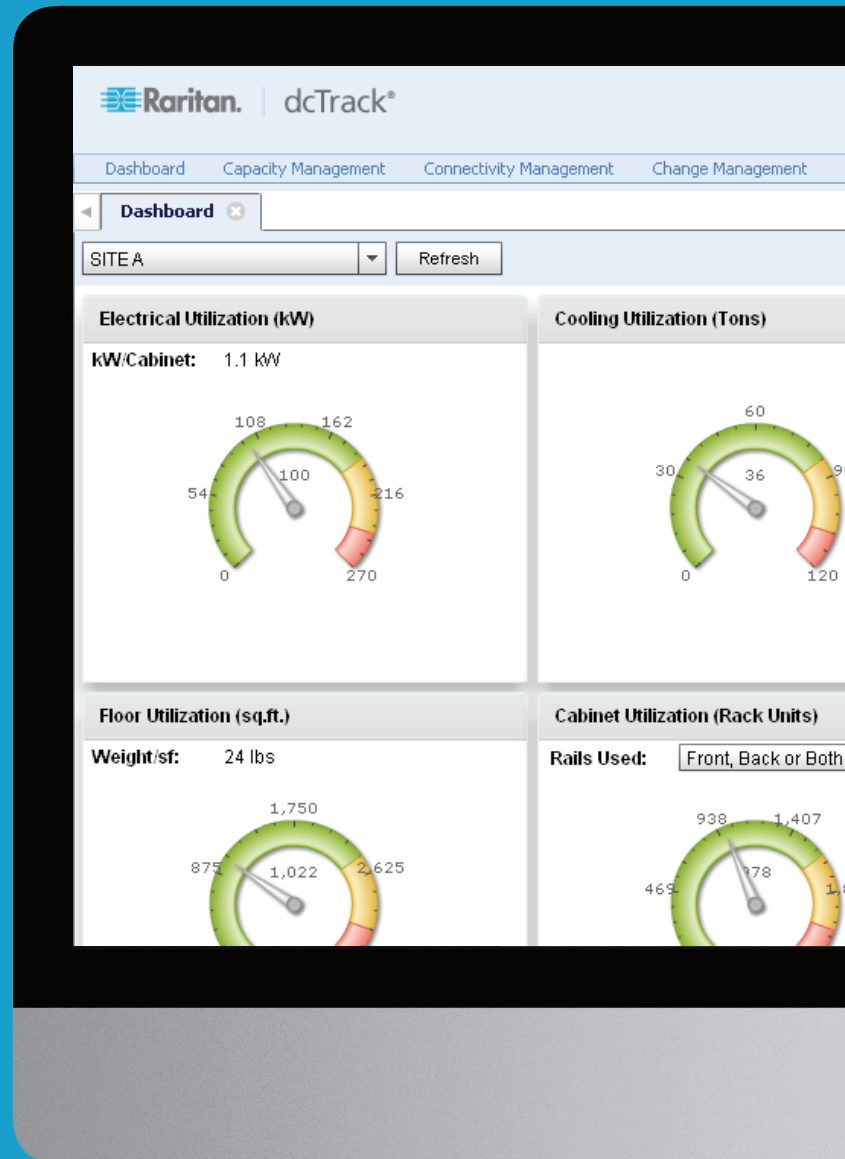 Raritan. dcTrack®
Dashboard Capacity Management Connectivity Management Change Management
Dashboard
SITE A Refresh
Electrical Utilization (kW)
kW/Cabinet: 1.1 kW
108 162
100
54 216
0 270
Cooling Utilization (Tons)
60
30 36
0 120
Floor Utilization (sq.ft.)
Weight/sf: 24 lbs
1,750
875 1,022 2,625
Cabinet Utilization (Rack Units)
Rails Used: Front, Back or Both
938 1,407
469